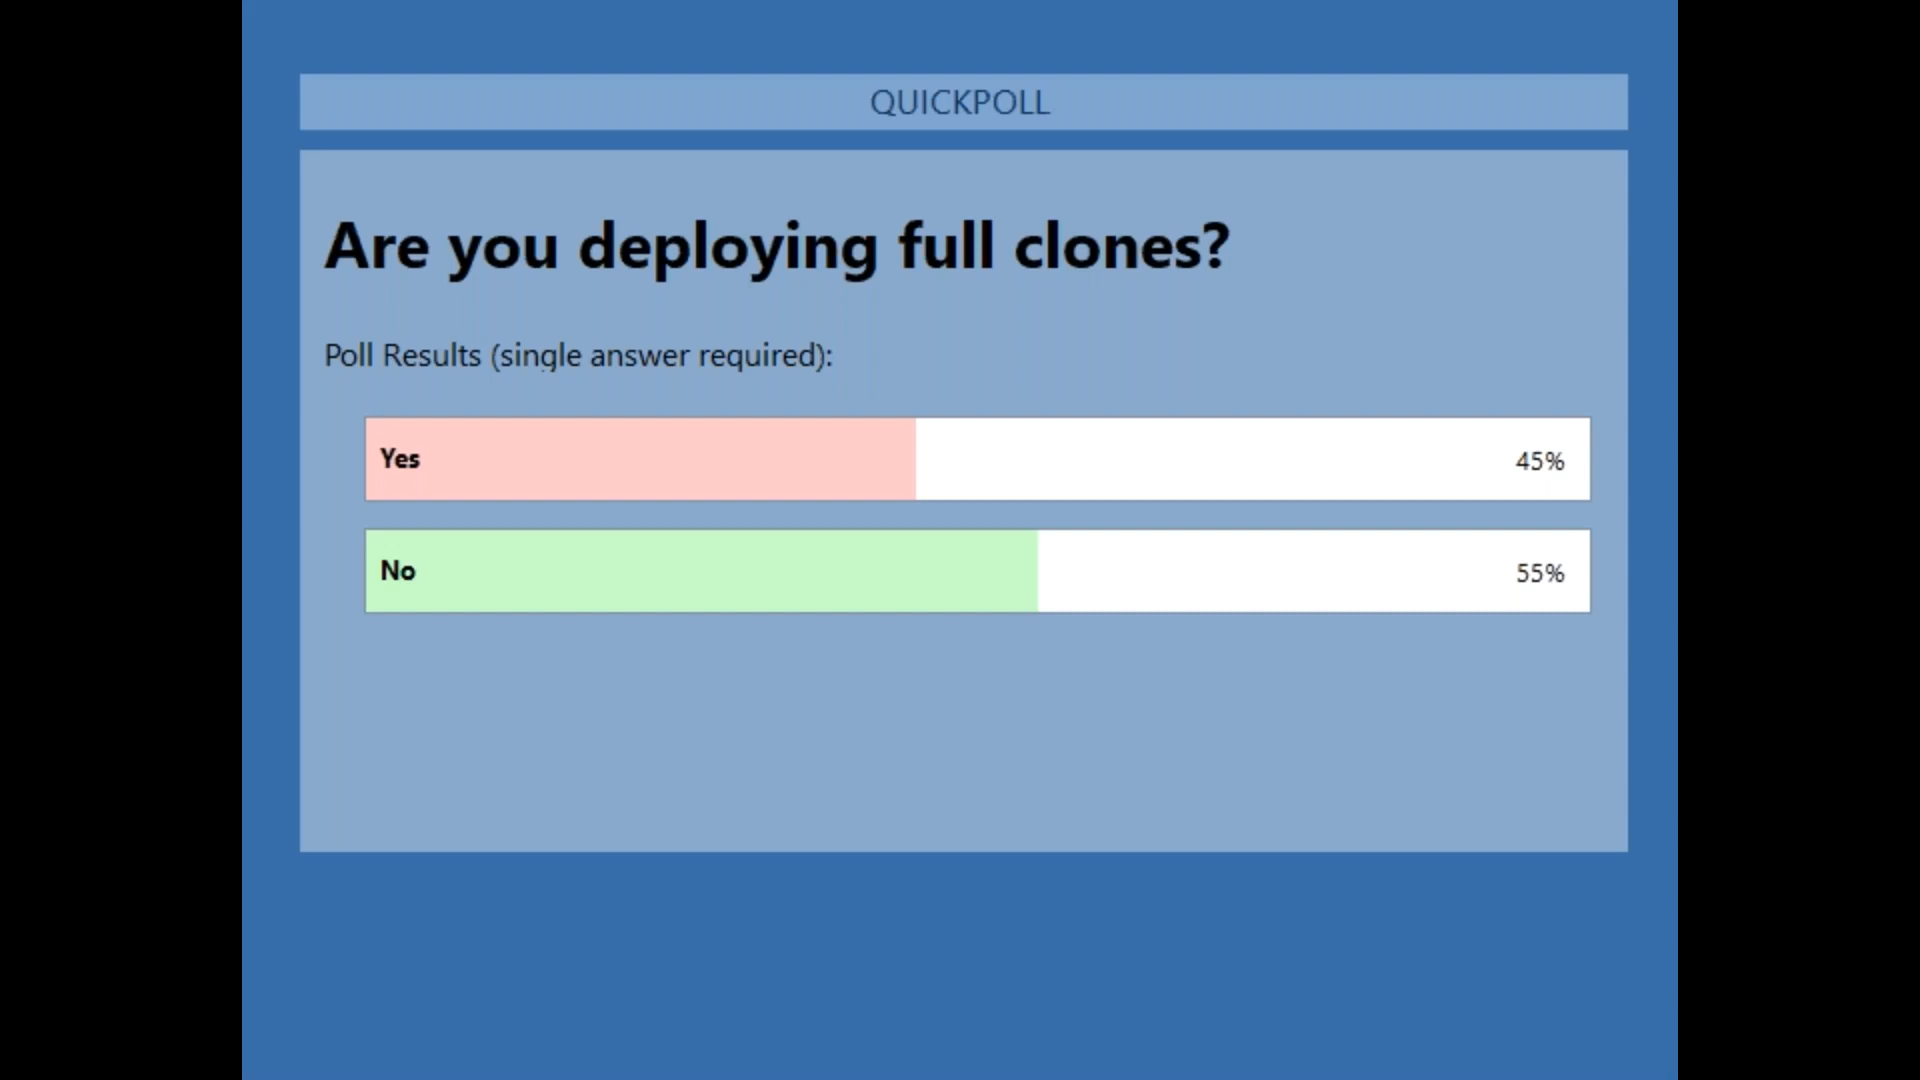 QUICKPOLL
Are you deploying full clones?
Poll Results (single answer required):
Yes 45%
No 55%